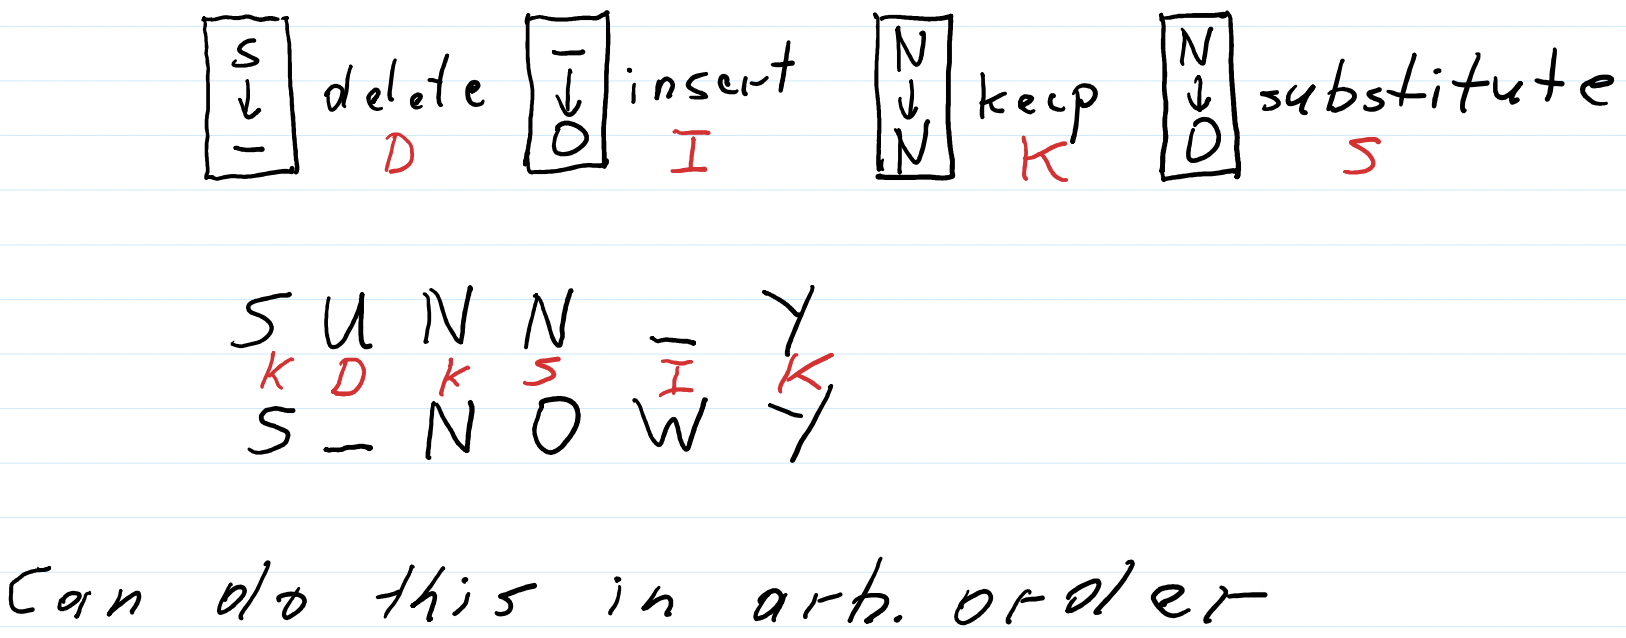 S ↓ – delete – ↓ O insert N ↓ N keep N ↓ O substitute
D I K S
S U N N _ Y
K D K S I K
S _ N O W Y
Can do this in arb. order